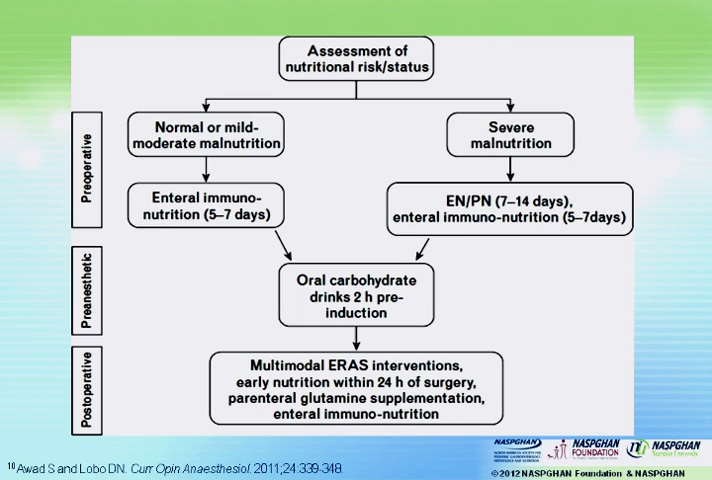 Assessment of
nutritional risk/status
Preoperative
Normal or mild-
moderate malnutrition
Severe
malnutrition
Enteral immuno-
nutrition (5–7 days)
EN/PN (7–14 days),
enteral immuno-nutrition (5–7days)
Preanesthetic
Oral carbohydrate
drinks 2 h pre-
induction
Postoperative
Multimodal ERAS interventions,
early nutrition within 24 h of surgery,
parenteral glutamine supplementation,
enteral immuno-nutrition
NASPGHAN
NASPGHAN
FOUNDATION
NASPGHAN
10 Awad S and Lobo DN. Curr Opin Anaesthesiol. 2011;24:339-348.
©2012 NASPGHAN Foundation & NASPGHAN